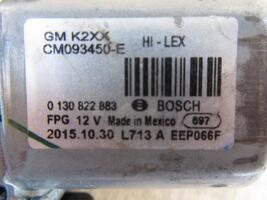 GM K2XX HI-LEX
CM093450-E
0 130 822 883 BOSCH
FPG 12 V Made in Mexico 697
2015.10.30 L713 A EEP066F